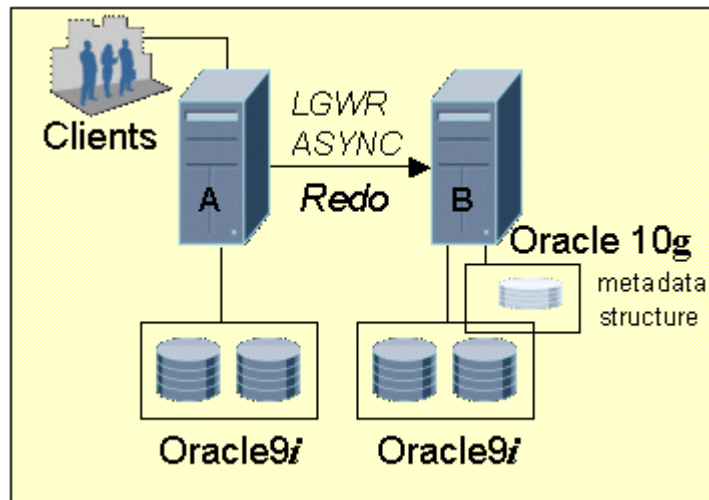 Clients
LGWR
ASYNC
Redo
A
B
Oracle 10g
metadata
structure
Oracle9i
Oracle9i